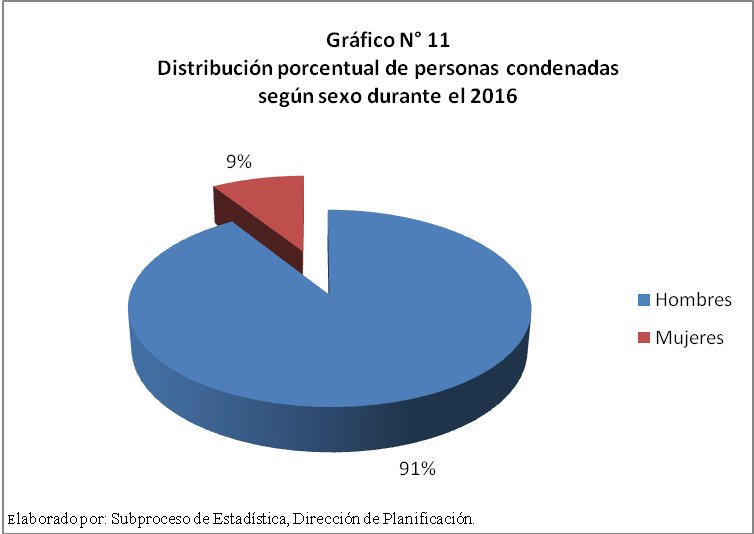 Gráfico N° 11
Distribución porcentual de personas condenadas
según sexo durante el 2016
9%
Hombres
Mujeres
91%
Elaborado por: Subproceso de Estadística, Dirección de Planificación.